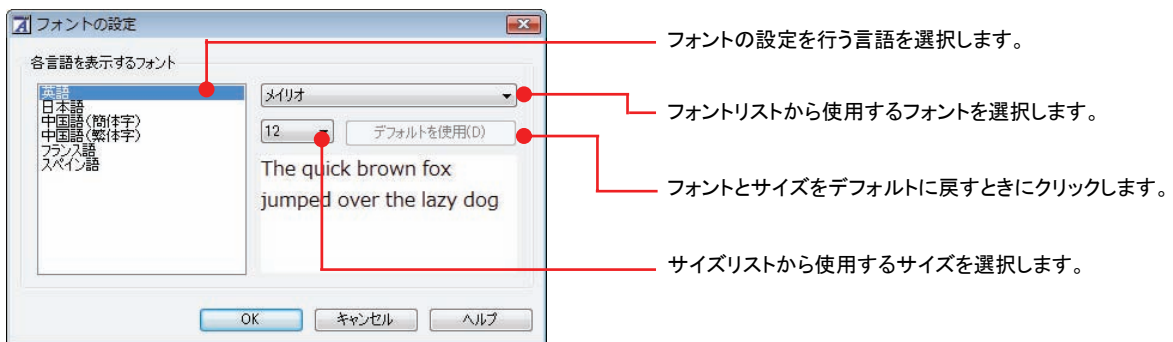 フォントの設定
各言語を表示するフォント
英語
日本語
中国語(簡体字)
中国語(繁体字)
フランス語
スペイン語
メイリオ
12
デフォルトを使用(D)
The quick brown fox
jumped over the lazy dog
OK
キャンセル
ヘルプ
フォントの設定を行う言語を選択します。
フォントリストから使用するフォントを選択します。
フォントとサイズをデフォルトに戻すときにクリックします。
サイズリストから使用するサイズを選択します。